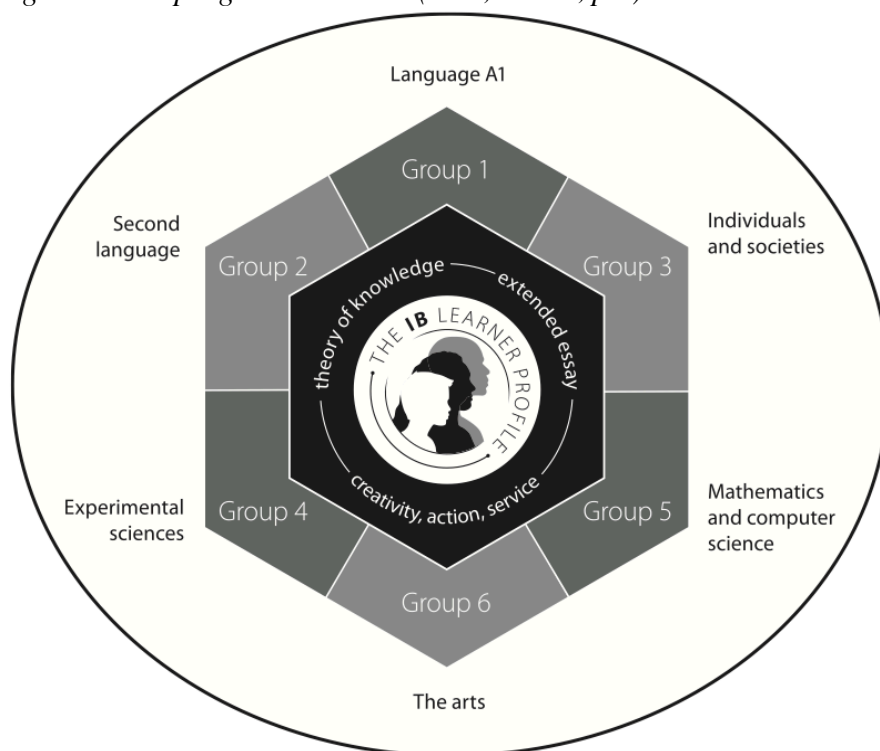 Language A1
Group 1
Second
language
Group 2
Individuals
and societies
Group 3
theory of knowledge
extended essay
THE IB LEARNER PROFILE
creativity, action, service
Experimental
sciences
Group 4
Mathematics
and computer
science
Group 5
Group 6
The arts